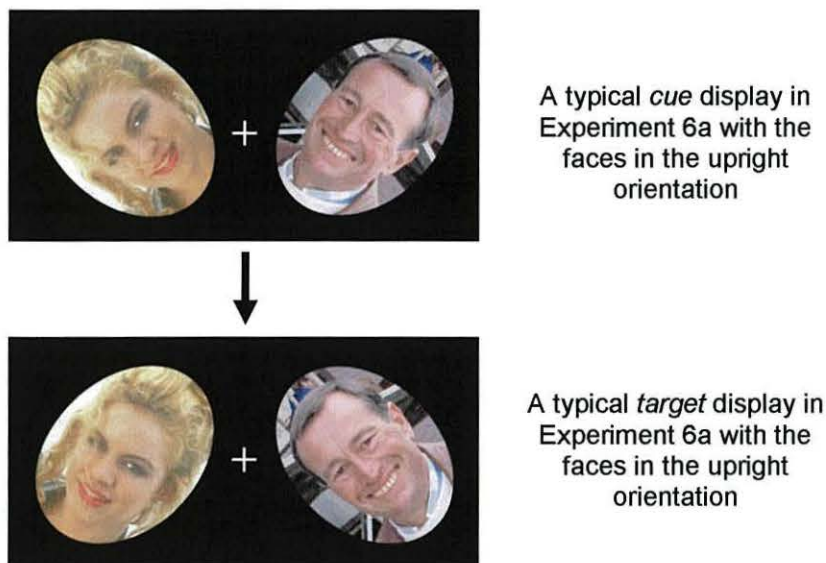 A typical cue display in
Experiment 6a with the
faces in the upright
orientation
A typical target display in
Experiment 6a with the
faces in the upright
orientation